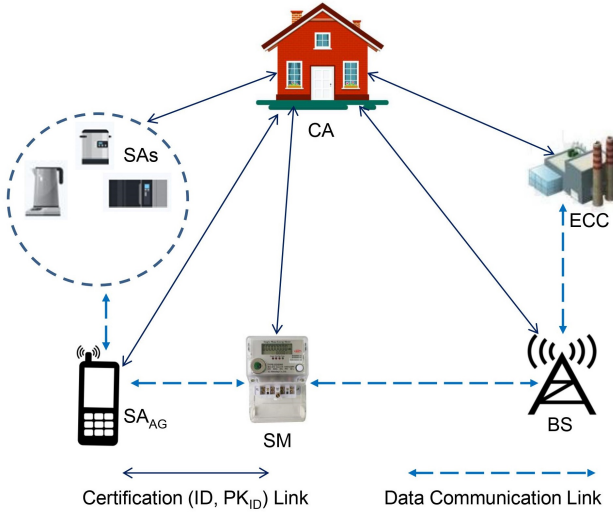 CA
SAs
ECC
SA_AG
SM
BS
Certification (ID, PK_ID) Link
Data Communication Link